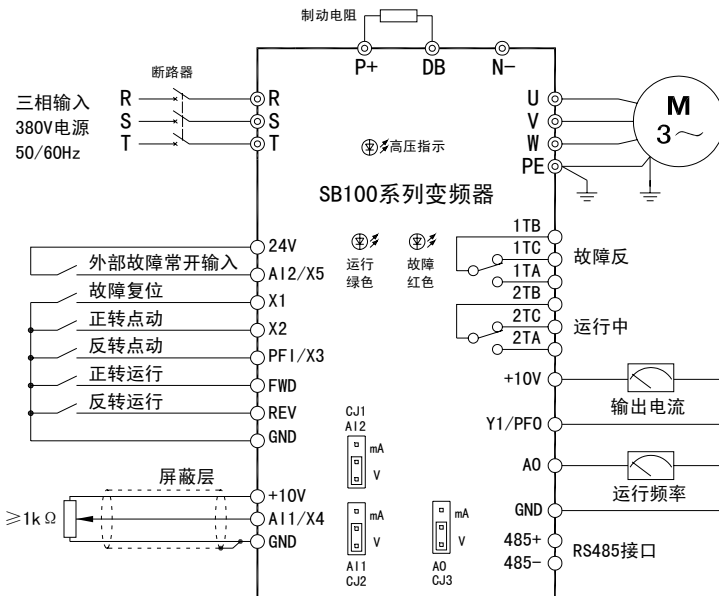 制动电阻
P+ DB N-
断路器
三相输入
380V电源
50/60Hz
R R
S S
T T
高压指示
U
V
W
PE
M
3～
SB100系列变频器
运行
绿色
故障
红色
24V
外部故障常开输入 AI2/X5
故障复位 X1
正转点动 X2
反转点动 PFI/X3
正转运行 FWD
反转运行 REV
GND
1TB
1TC
1TA
故障反
2TB
2TC
2TA
运行中
+10V
输出电流
Y1/PFO
AO
运行频率
GND
485+
485-
RS485接口
CJ1
AI2
mA
V
屏蔽层
≥1kΩ
+10V
AI1/X4
GND
mA
V
AI1
CJ2
mA
V
AO
CJ3